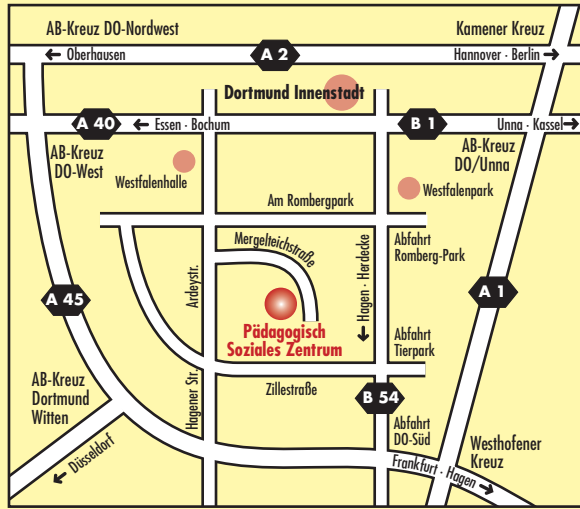 AB-Kreuz DO-Nordwest
Kamener Kreuz
← Oberhausen
A 2
Hannover · Berlin →
Dortmund Innenstadt
A 40
← Essen · Bochum
B 1
Unna · Kassel →
AB-Kreuz
DO-West
AB-Kreuz
DO/Unna
Westfalenhalle
Westfalenpark
Am Rombergpark
Mergelteichstraße
Abfahrt
Romberg-Park
Ardeystr.
Hagen · Herdecke
A 45
A 1
Pädagogisch
Soziales Zentrum
Abfahrt
Tierpark
AB-Kreuz
Dortmund
Witten
Hagener Str.
Zillestraße
B 54
Abfahrt
DO-Süd
Westhofener
Kreuz
Düsseldorf
Frankfurt · Hagen